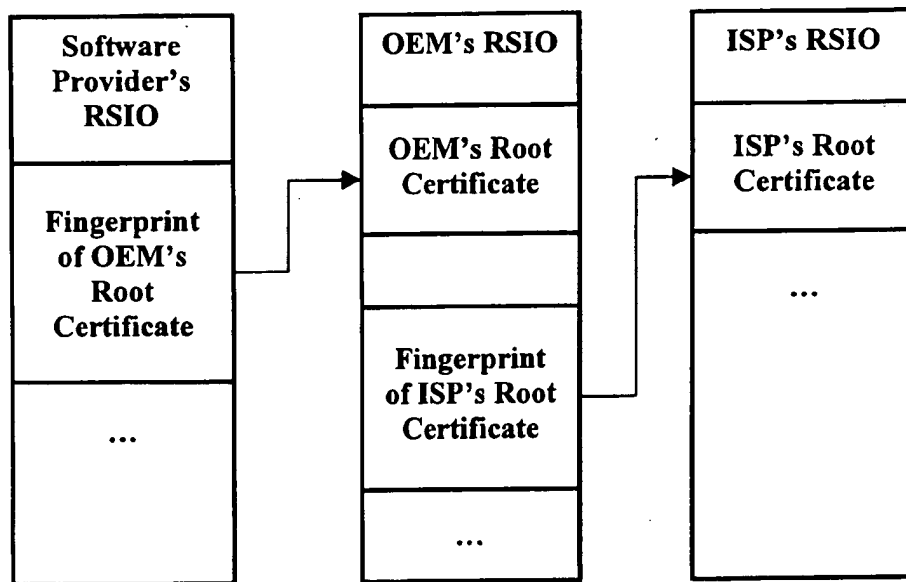 Software
Provider's
RSIO
Fingerprint
of OEM's
Root
Certificate
...
OEM's RSIO
OEM's Root
Certificate
Fingerprint
of ISP's Root
Certificate
...
ISP's RSIO
ISP's Root
Certificate
...